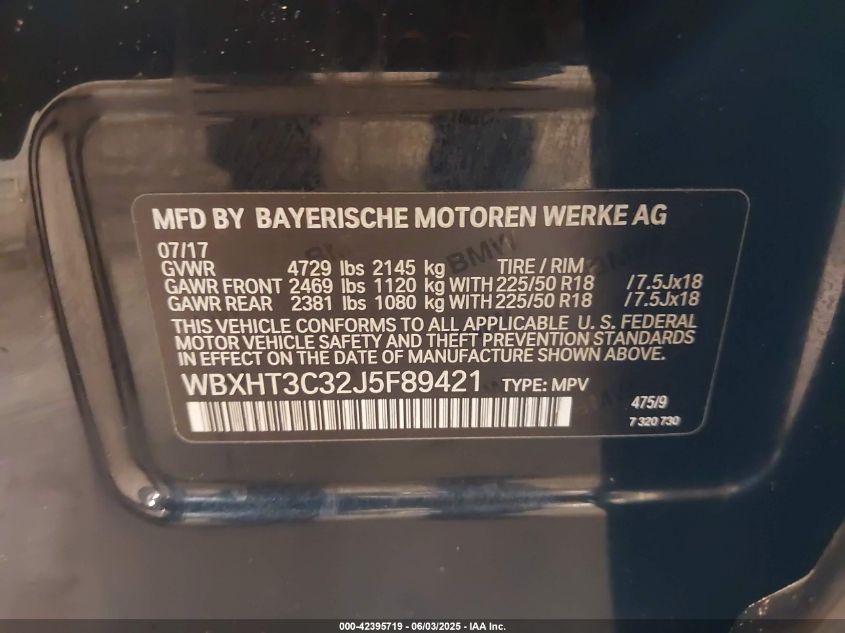 MFD BY BAYERISCHE MOTOREN WERKE AG
07/17
GVWR 4729 lbs 2145 kg TIRE / RIM
GAWR FRONT 2469 lbs 1120 kg WITH 225/50 R18 /7.5Jx18
GAWR REAR 2381 lbs 1080 kg WITH 225/50 R18 /7.5Jx18
THIS VEHICLE CONFORMS TO ALL APPLICABLE U. S. FEDERAL
MOTOR VEHICLE SAFETY AND THEFT PREVENTION STANDARDS
IN EFFECT ON THE DATE OF MANUFACTURE SHOWN ABOVE.
WBXHT3C32J5F89421 TYPE: MPV
475/9
7 320 730
000-42395719 - 06/03/2025 - IAA Inc.